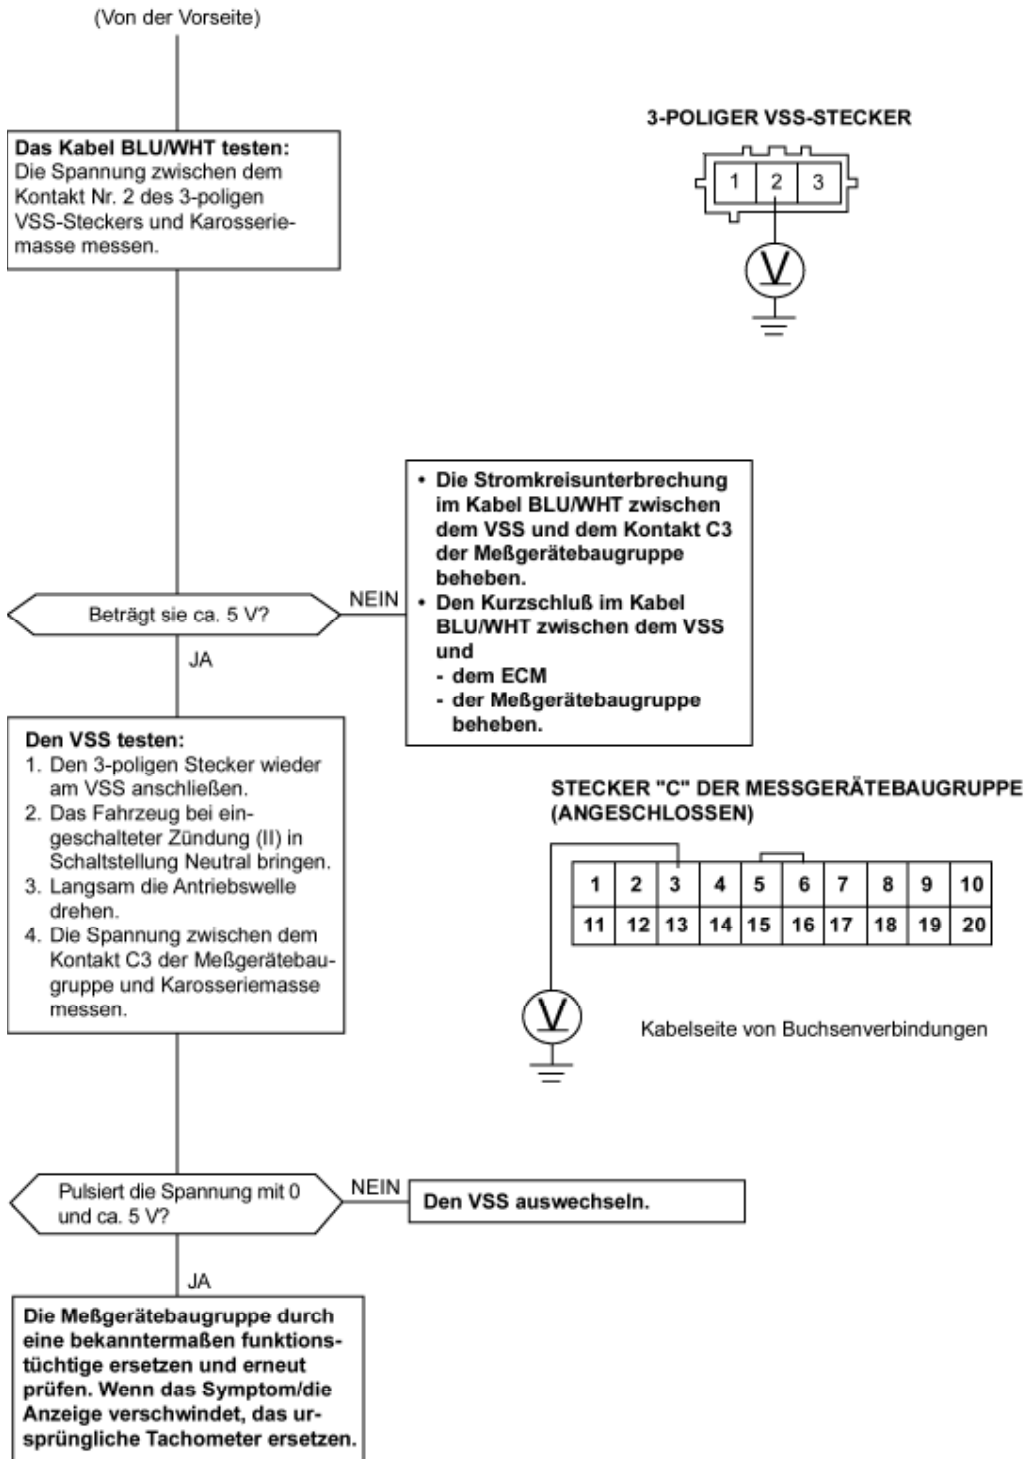 (Von der Vorseite)
Das Kabel BLU/WHT testen:
Die Spannung zwischen dem
Kontakt Nr. 2 des 3-poligen
VSS-Steckers und Karosserie-
masse messen.
3-POLIGER VSS-STECKER
1 2 3
V
Beträgt sie ca. 5 V?
NEIN
• Die Stromkreisunterbrechung
im Kabel BLU/WHT zwischen
dem VSS und dem Kontakt C3
der Meßgerätebaugruppe
beheben.
• Den Kurzschluß im Kabel
BLU/WHT zwischen dem VSS
und
- dem ECM
- der Meßgerätebaugruppe
beheben.
JA
Den VSS testen:
1. Den 3-poligen Stecker wieder
am VSS anschließen.
2. Das Fahrzeug bei ein-
geschalteter Zündung (II) in
Schaltstellung Neutral bringen.
3. Langsam die Antriebswelle
drehen.
4. Die Spannung zwischen dem
Kontakt C3 der Meßgerätebau-
gruppe und Karosseriemasse
messen.
STECKER "C" DER MESSGERÄTEBAUGRUPPE
(ANGESCHLOSSEN)
1 2 3 4 5 6 7 8 9 10
11 12 13 14 15 16 17 18 19 20
V
Kabelseite von Buchsenverbindungen
Pulsiert die Spannung mit 0
und ca. 5 V?
NEIN
Den VSS auswechseln.
JA
Die Meßgerätebaugruppe durch
eine bekanntermaßen funktions-
tüchtige ersetzen und erneut
prüfen. Wenn das Symptom/die
Anzeige verschwindet, das ur-
sprüngliche Tachometer ersetzen.